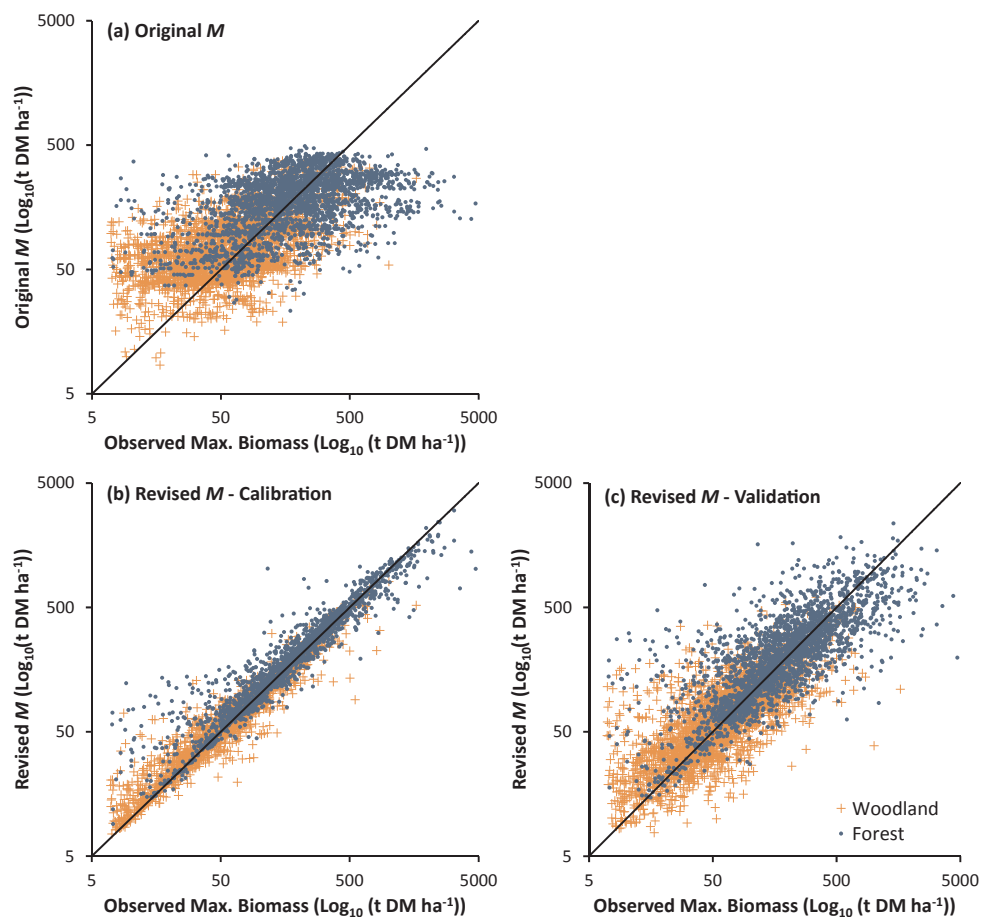 (a) Original M
5000
500
50
5
Original M (Log10(t DM ha-1))
5 50 500 5000
Observed Max. Biomass (Log10 (t DM ha-1))
(b) Revised M - Calibration
5000
500
50
5
Revised M (Log10(t DM ha-1))
5 50 500 5000
Observed Max. Biomass (Log10 (t DM ha-1))
(c) Revised M - Validation
5000
500
50
5
Revised M (Log10(t DM ha-1))
Woodland
Forest
5 50 500 5000
Observed Max. Biomass (Log10 (t DM ha-1))